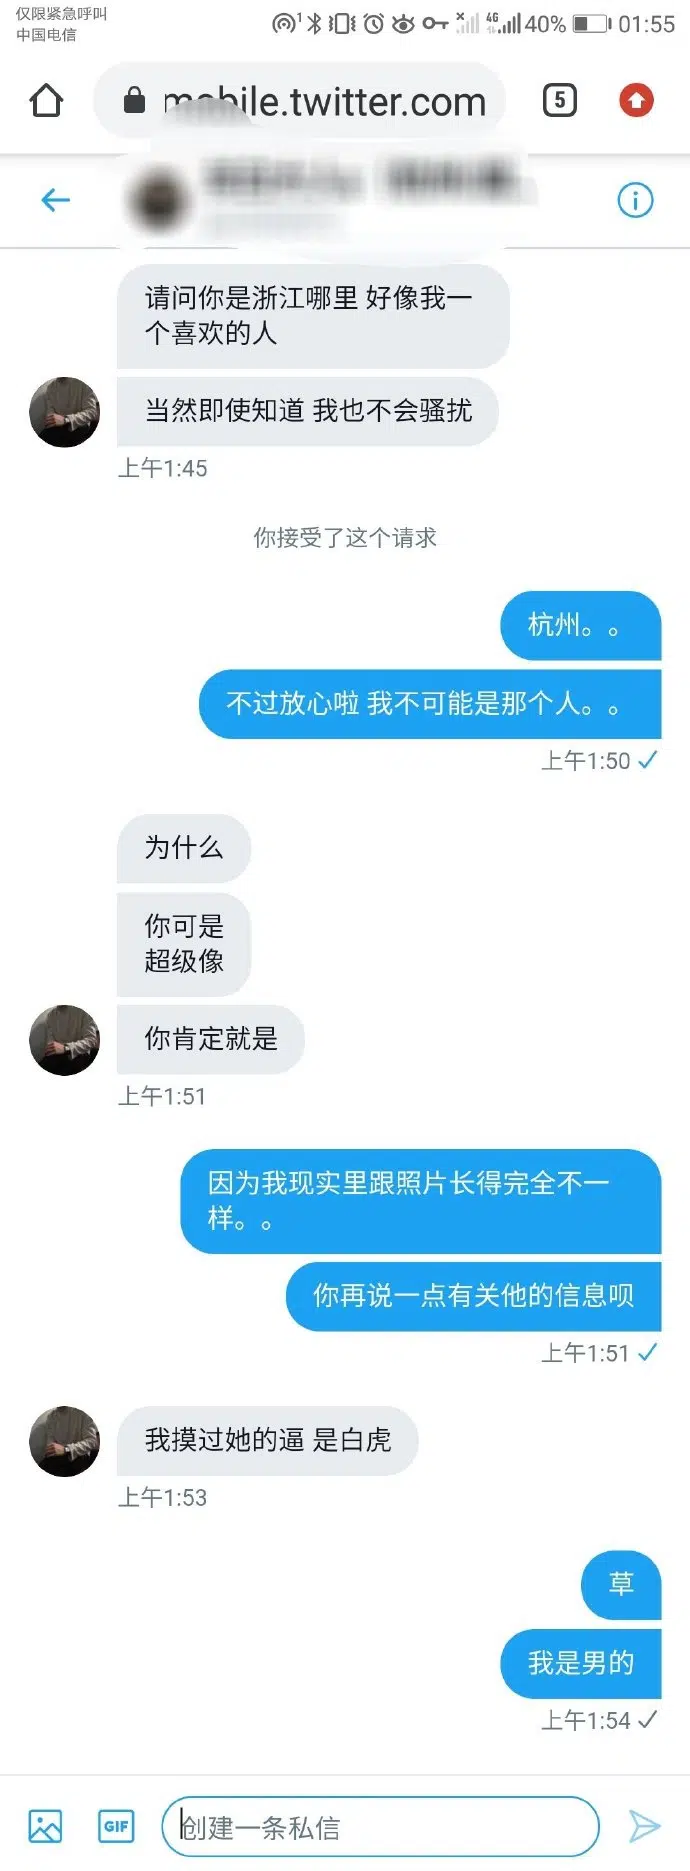 仅限紧急呼叫
中国电信
4G
40%
01:55
mobile.twitter.com
5
请问你是浙江哪里 好像我一
个喜欢的人
当然即使知道 我也不会骚扰
上午1:45
你接受了这个请求
杭州。。
不过放心啦 我不可能是那个人。。
上午1:50
为什么
你可是
超级像
你肯定就是
上午1:51
因为我现实里跟照片长得完全不一
样。。
你再说一点有关他的信息呗
上午1:51
我摸过她的逼 是白虎
上午1:53
草
我是男的
上午1:54
GIF
创建一条私信